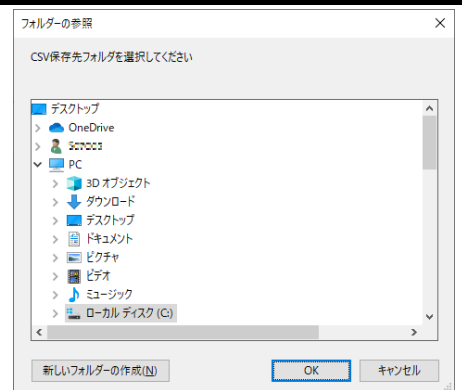 フォルダーの参照
CSV保存先フォルダを選択してください
デスクトップ
OneDrive
PC
3D オブジェクト
ダウンロード
デスクトップ
ドキュメント
ピクチャ
ビデオ
ミュージック
ローカル ディスク (C:)
新しいフォルダーの作成(N)
OK
キャンセル